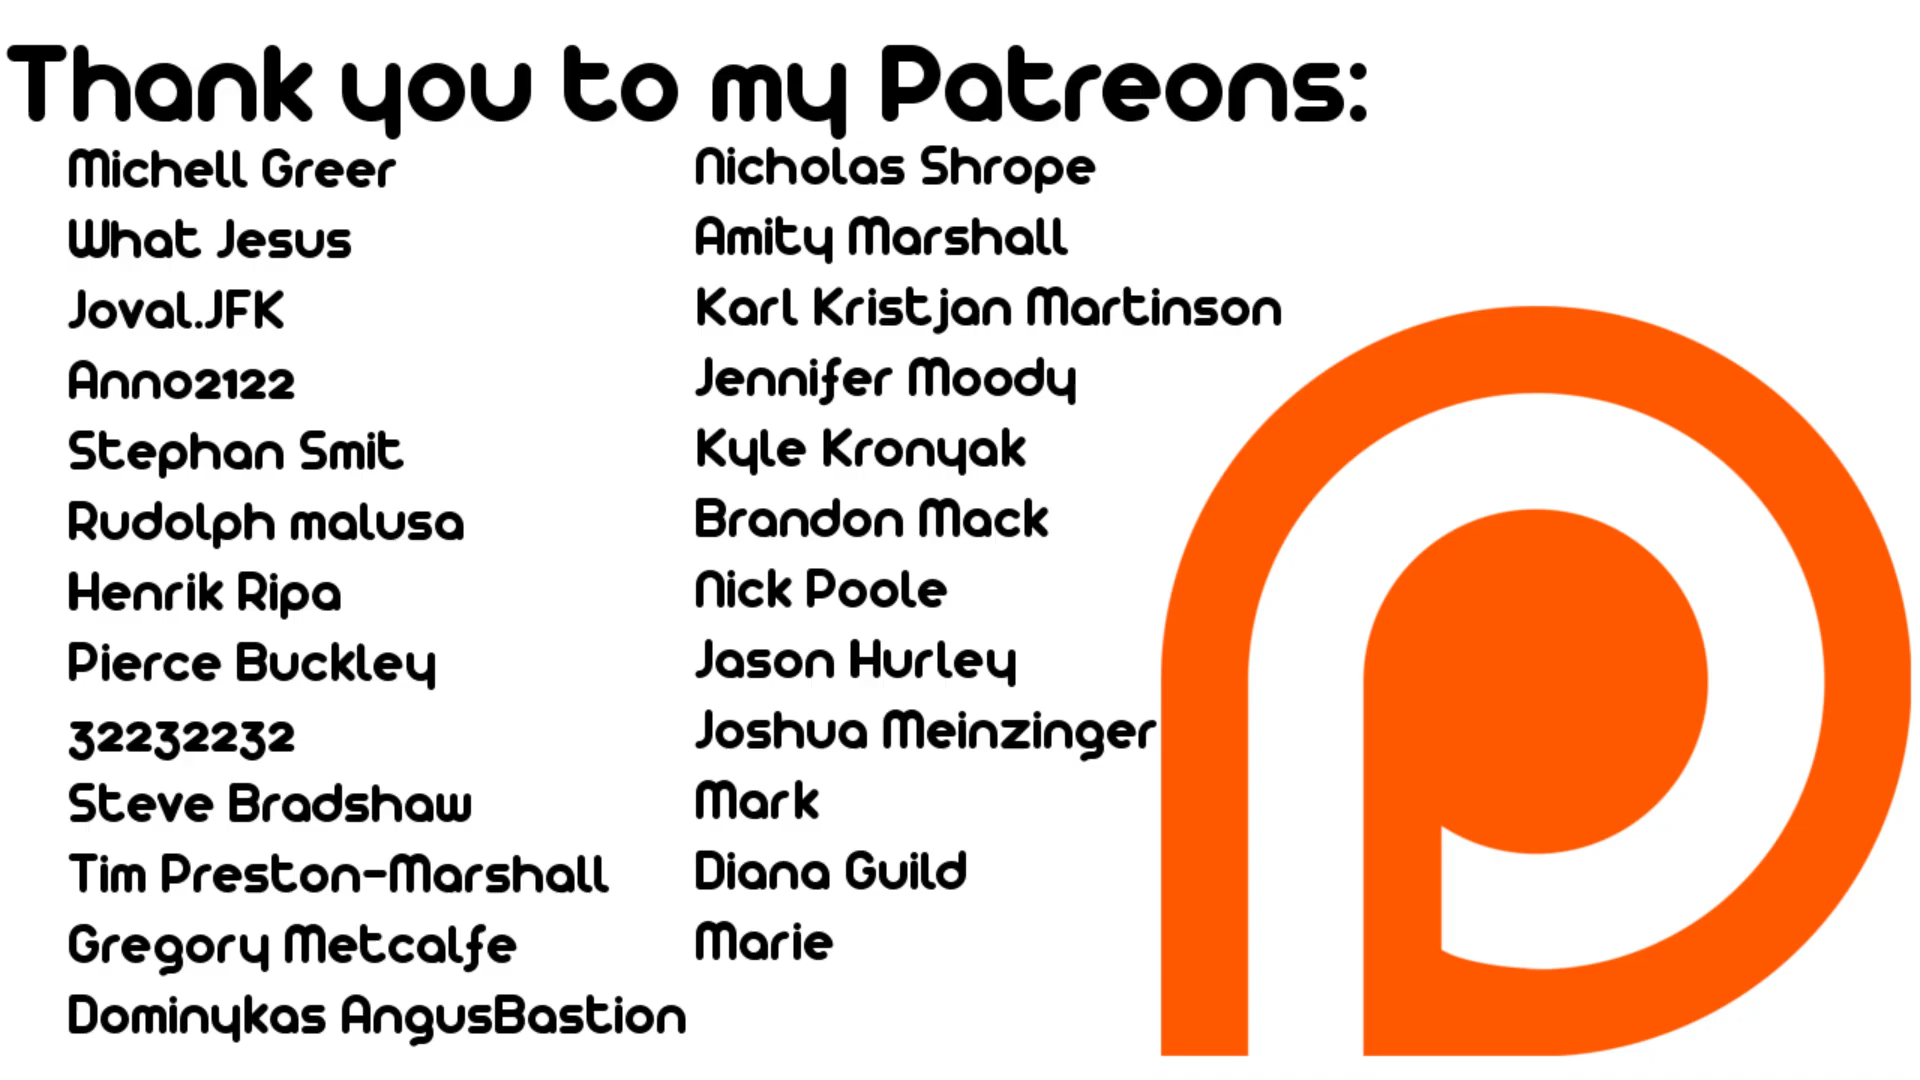 Thank you to my Patreons:
Michell Greer
What Jesus
Joval.JFK
Anno2122
Stephan Smit
Rudolph malusa
Henrik Ripa
Pierce Buckley
32232232
Steve Bradshaw
Tim Preston-Marshall
Gregory Metcalfe
Dominykas AngusBastion
Nicholas Shrope
Amity Marshall
Karl Kristjan Martinson
Jennifer Moody
Kyle Kronyak
Brandon Mack
Nick Poole
Jason Hurley
Joshua Meinzinger
Mark
Diana Guild
Marie